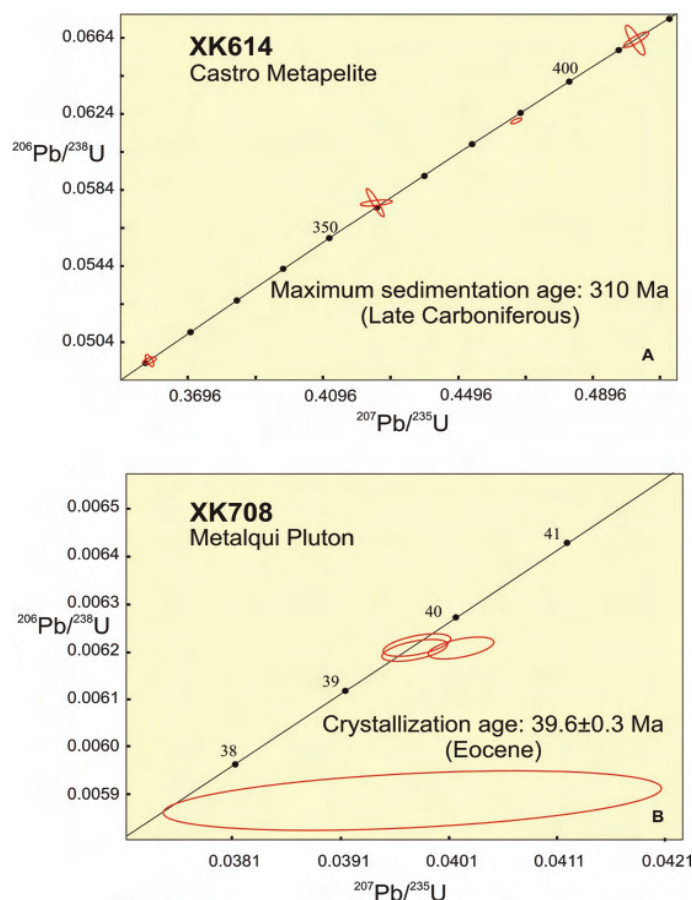 XK614
Castro Metapelite
0.0664
0.0624
²⁰⁶Pb/²³⁸U
0.0584
0.0544
0.0504
400
350
Maximum sedimentation age: 310 Ma
(Late Carboniferous)
A
0.3696 0.4096 0.4496 0.4896
²⁰⁷Pb/²³⁵U
XK708
Metalqui Pluton
0.0065
0.0064
0.0063
²⁰⁶Pb/²³⁸U
0.0062
0.0061
0.0060
0.0059
41
40
39
38
Crystallization age: 39.6±0.3 Ma
(Eocene)
B
0.0381 0.0391 0.0401 0.0411 0.0421
²⁰⁷Pb/²³⁵U